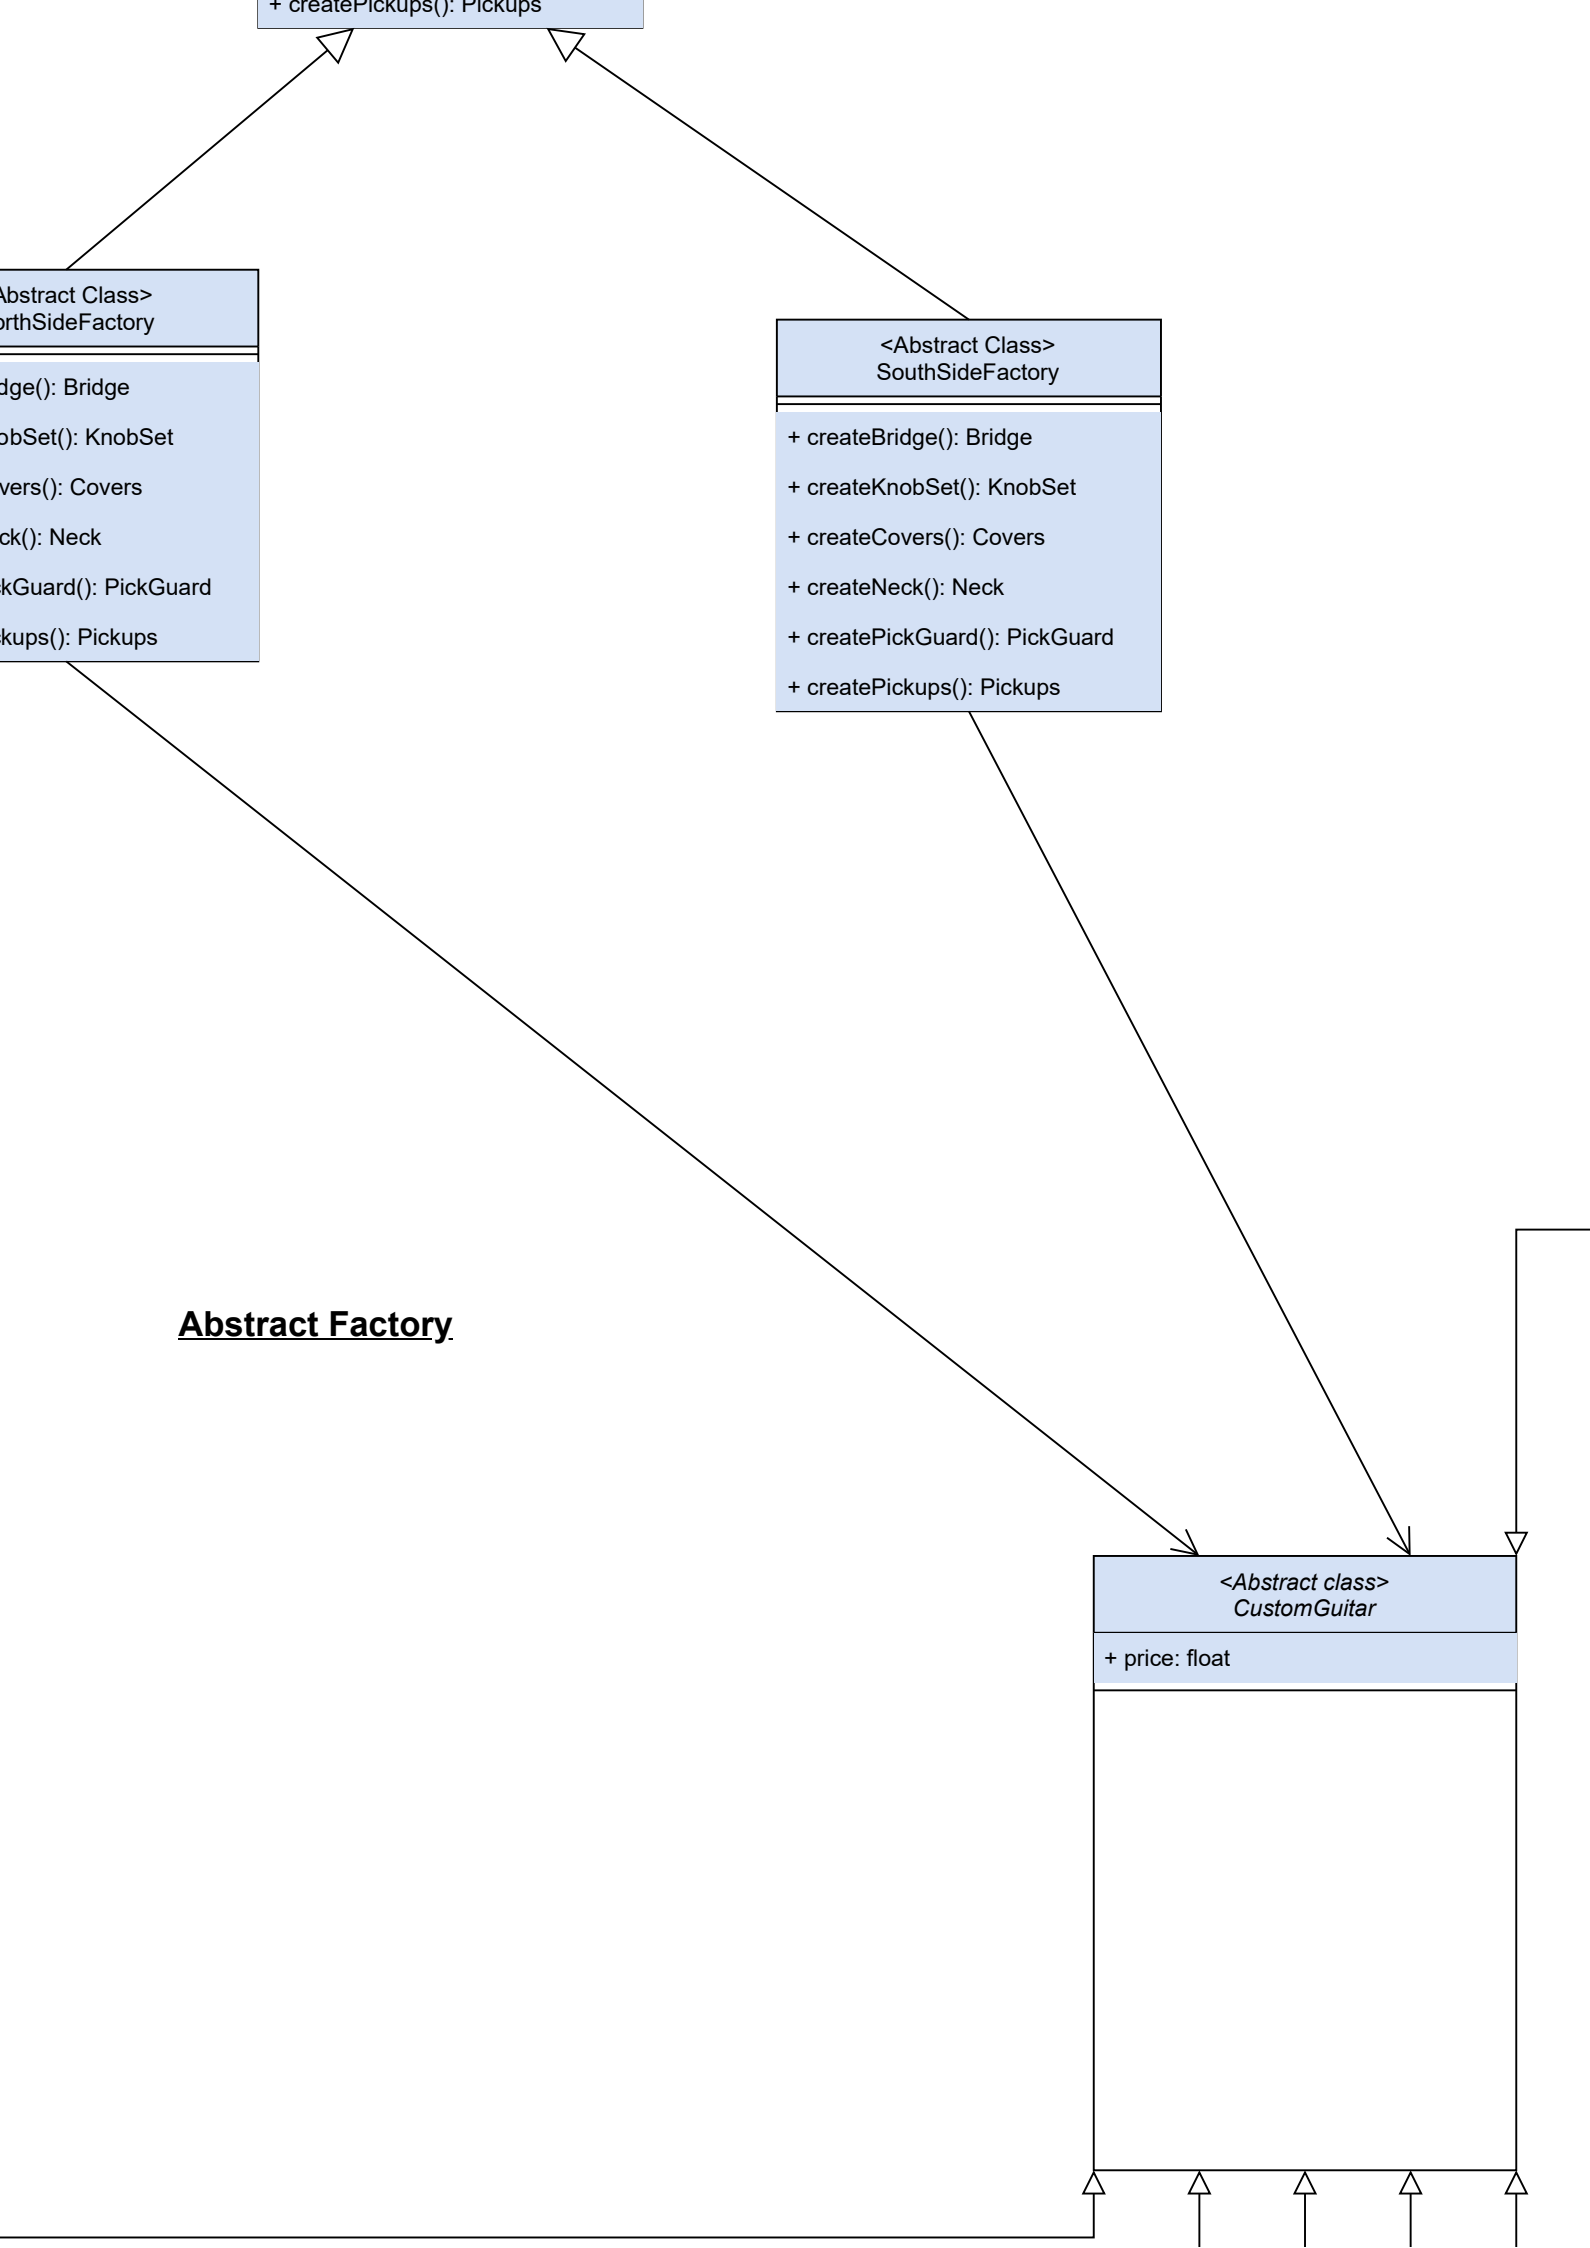 + createPickups(): Pickups
Abstract Class>
orthSideFactory
dge(): Bridge
obSet(): KnobSet
vers(): Covers
ck(): Neck
kGuard(): PickGuard
kups(): Pickups
<Abstract Class>
SouthSideFactory
+ createBridge(): Bridge
+ createKnobSet(): KnobSet
+ createCovers(): Covers
+ createNeck(): Neck
+ createPickGuard(): PickGuard
+ createPickups(): Pickups
Abstract Factory
<Abstract class>
CustomGuitar
+ price: float